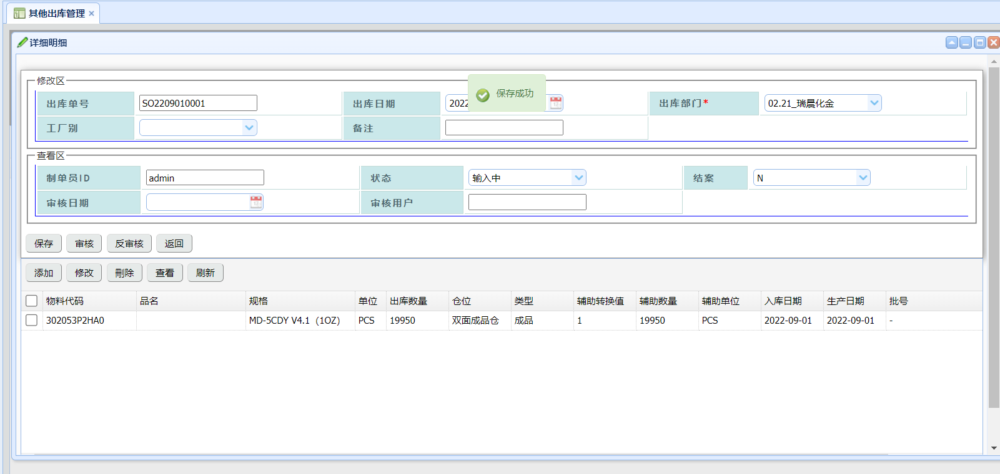 其他出库管理
详细明细
保存成功
修改区
出库单号 SO2209010001 出库日期 2022 出库部门* 02.21_瑞晨化金
工厂别 备注
查看区
制单员ID admin 状态 输入中 结案 N
审核日期 审核用户
保存 审核 反审核 返回
添加 修改 刪除 查看 刷新
物料代码 品名 规格 单位 出库数量 仓位 类型 辅助转换值 辅助数量 辅助单位 入库日期 生产日期 批号
302053P2HA0 MD-5CDY V4.1（1OZ） PCS 19950 双面成品仓 成品 1 19950 PCS 2022-09-01 2022-09-01 -